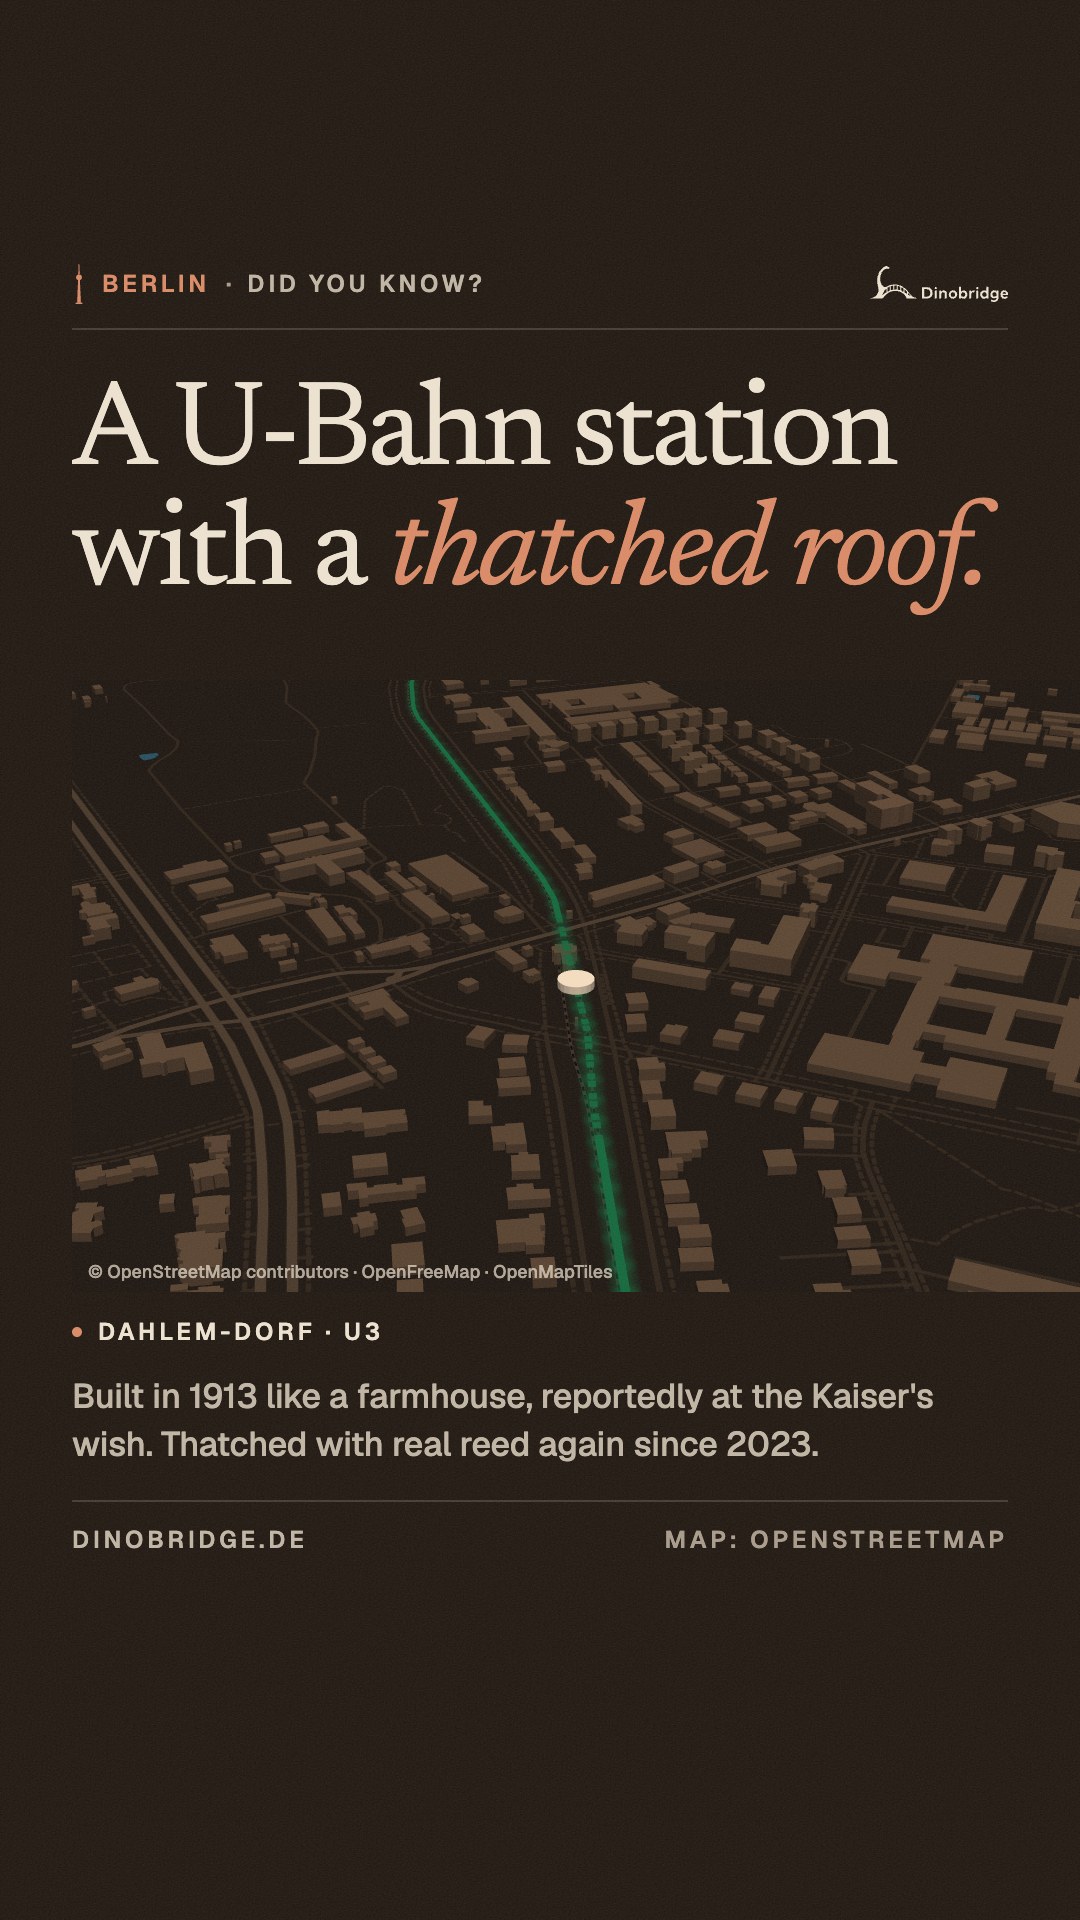 BERLIN · DID YOU KNOW?
Dinobridge
A U-Bahn station
with a thatched roof.
© OpenStreetMap contributors · OpenFreeMap · OpenMapTiles
DAHLEM-DORF · U3
Built in 1913 like a farmhouse, reportedly at the Kaiser's
wish. Thatched with real reed again since 2023.
DINOBRIDGE.DE
MAP: OPENSTREETMAP